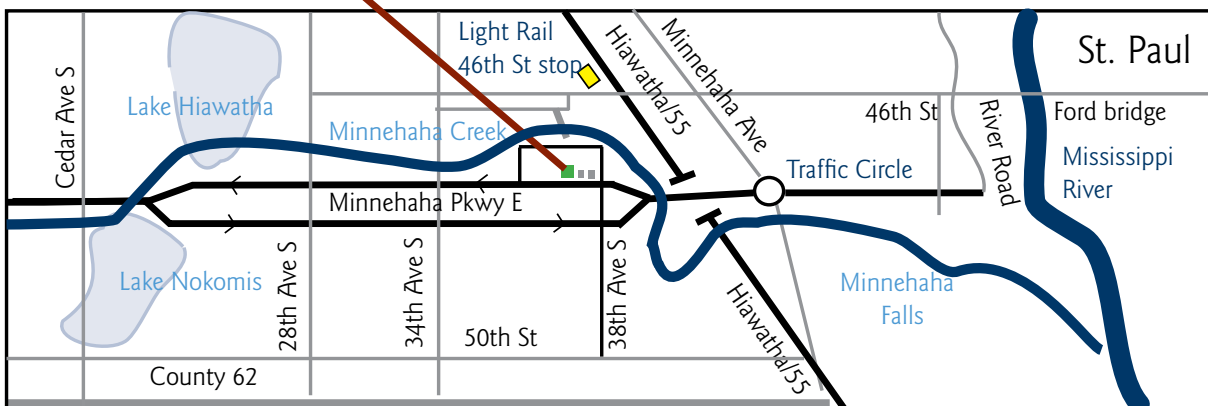 Light Rail
46th St stop
Hiawatha/55
Minnehaha Ave
St. Paul
Cedar Ave S
Lake Hiawatha
Minnehaha Creek
46th St
River Road
Ford bridge
Traffic Circle
Mississippi
River
Minnehaha Pkwy E
Lake Nokomis
28th Ave S
34th Ave S
50th St
38th Ave S
Hiawatha/55
Minnehaha
Falls
County 62